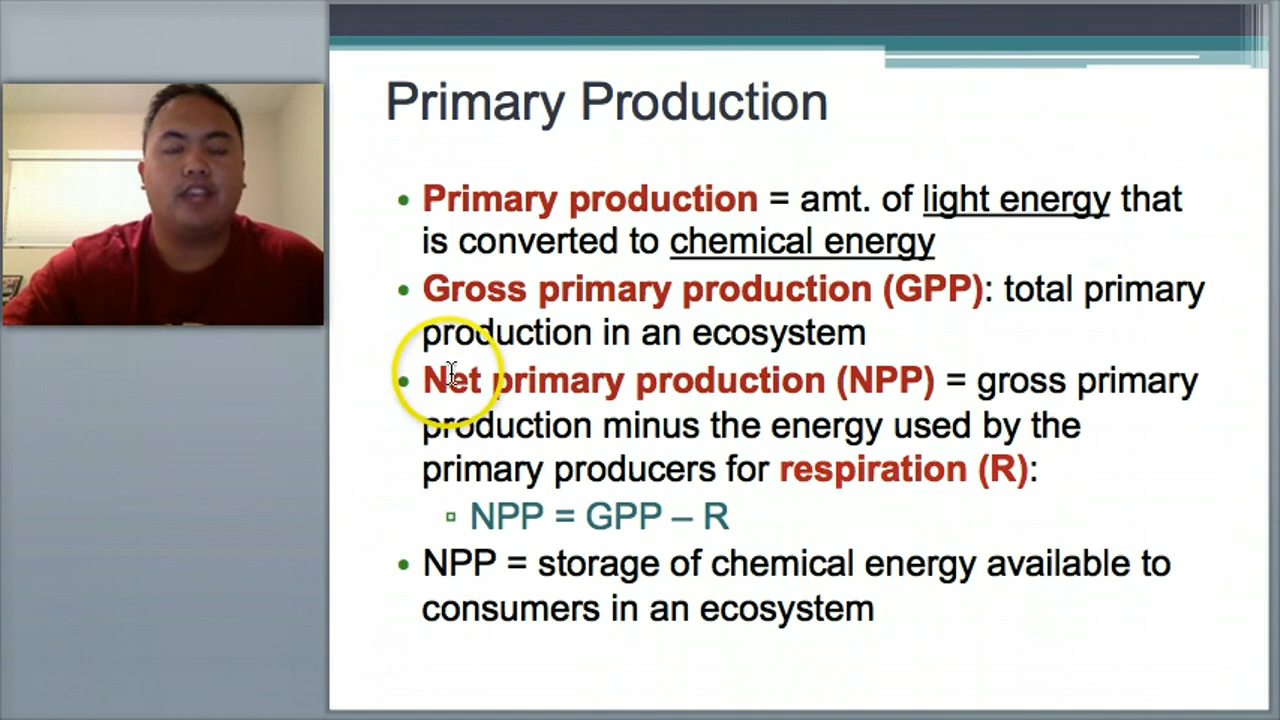 Primary Production
• Primary production = amt. of light energy that
is converted to chemical energy
• Gross primary production (GPP): total primary
production in an ecosystem
• Net primary production (NPP) = gross primary
production minus the energy used by the
primary producers for respiration (R):
▫ NPP = GPP – R
• NPP = storage of chemical energy available to
consumers in an ecosystem